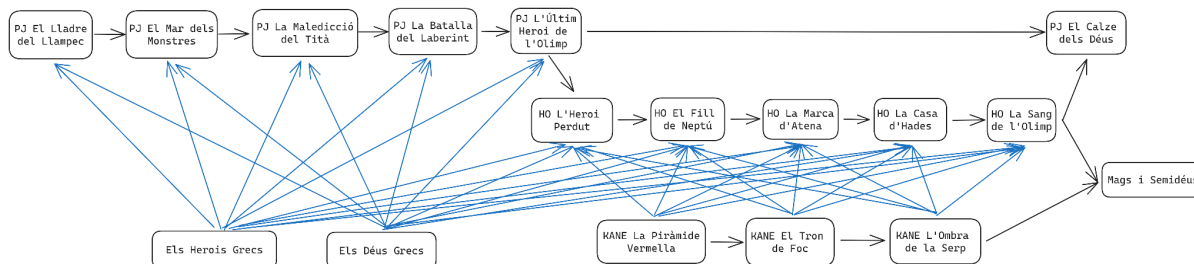 PJ El Lladre
del Llampec
PJ El Mar dels
Monstres
PJ La Maledicció
del Tità
PJ La Batalla
del Laberint
PJ L'Últim
Heroi de
l'Olimp
PJ El Calze
dels Déus
HO L'Heroi
Perdut
HO El Fill
de Neptú
HO La Marca
d'Atena
HO La Casa
d'Hades
HO La Sang
de l'Olimp
Mags i Semidéus
Els Herois Grecs
Els Déus Grecs
KANE La Piràmide
Vermella
KANE El Tron
de Foc
KANE L'Ombra
de la Serp